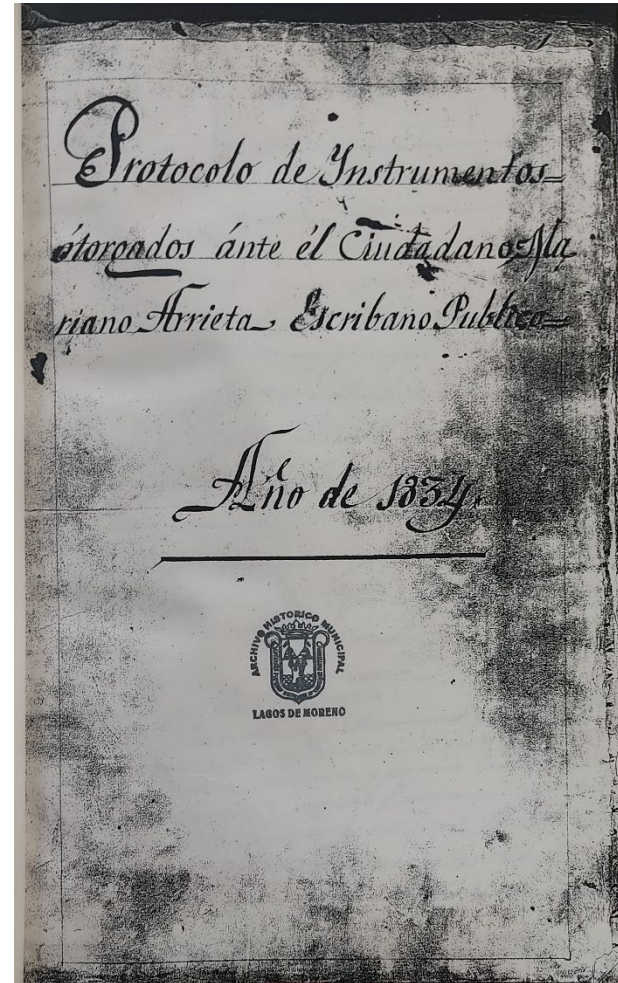 Protocolo de Ynstrumentos=
ótorgados ánte él Ciudadano=Ma
riano Arrieta Escribano Publico=
Año de 1834.
ARCHIVO HISTORICO MUNICIPAL
LAGOS DE MORENO